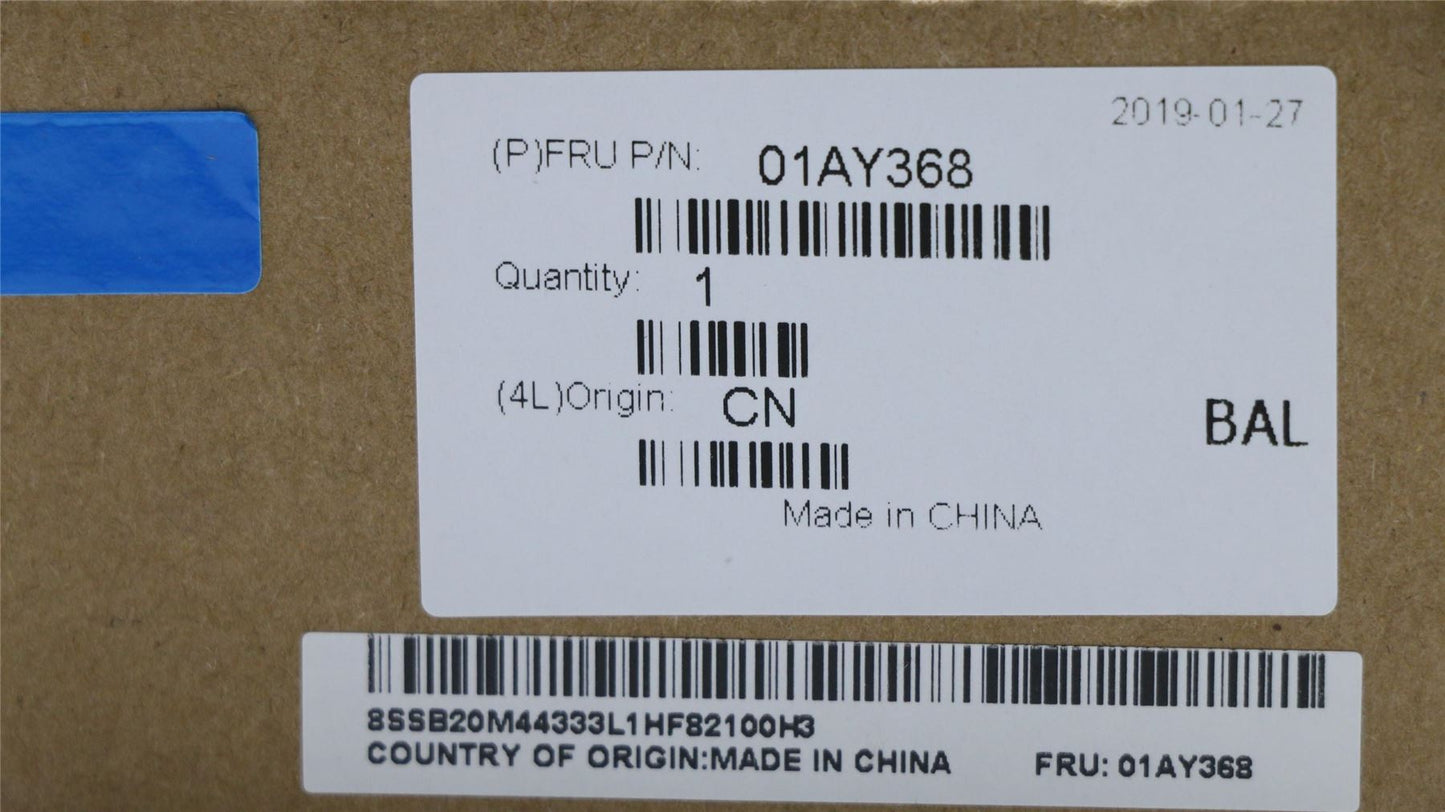 2019-01-27
(P)FRU P/N: 01AY368
Quantity: 1
(4L)Origin: CN
BAL
Made in CHINA
8SSB20M44333L1HF82100H3
COUNTRY OF ORIGIN:MADE IN CHINA FRU: 01AY368